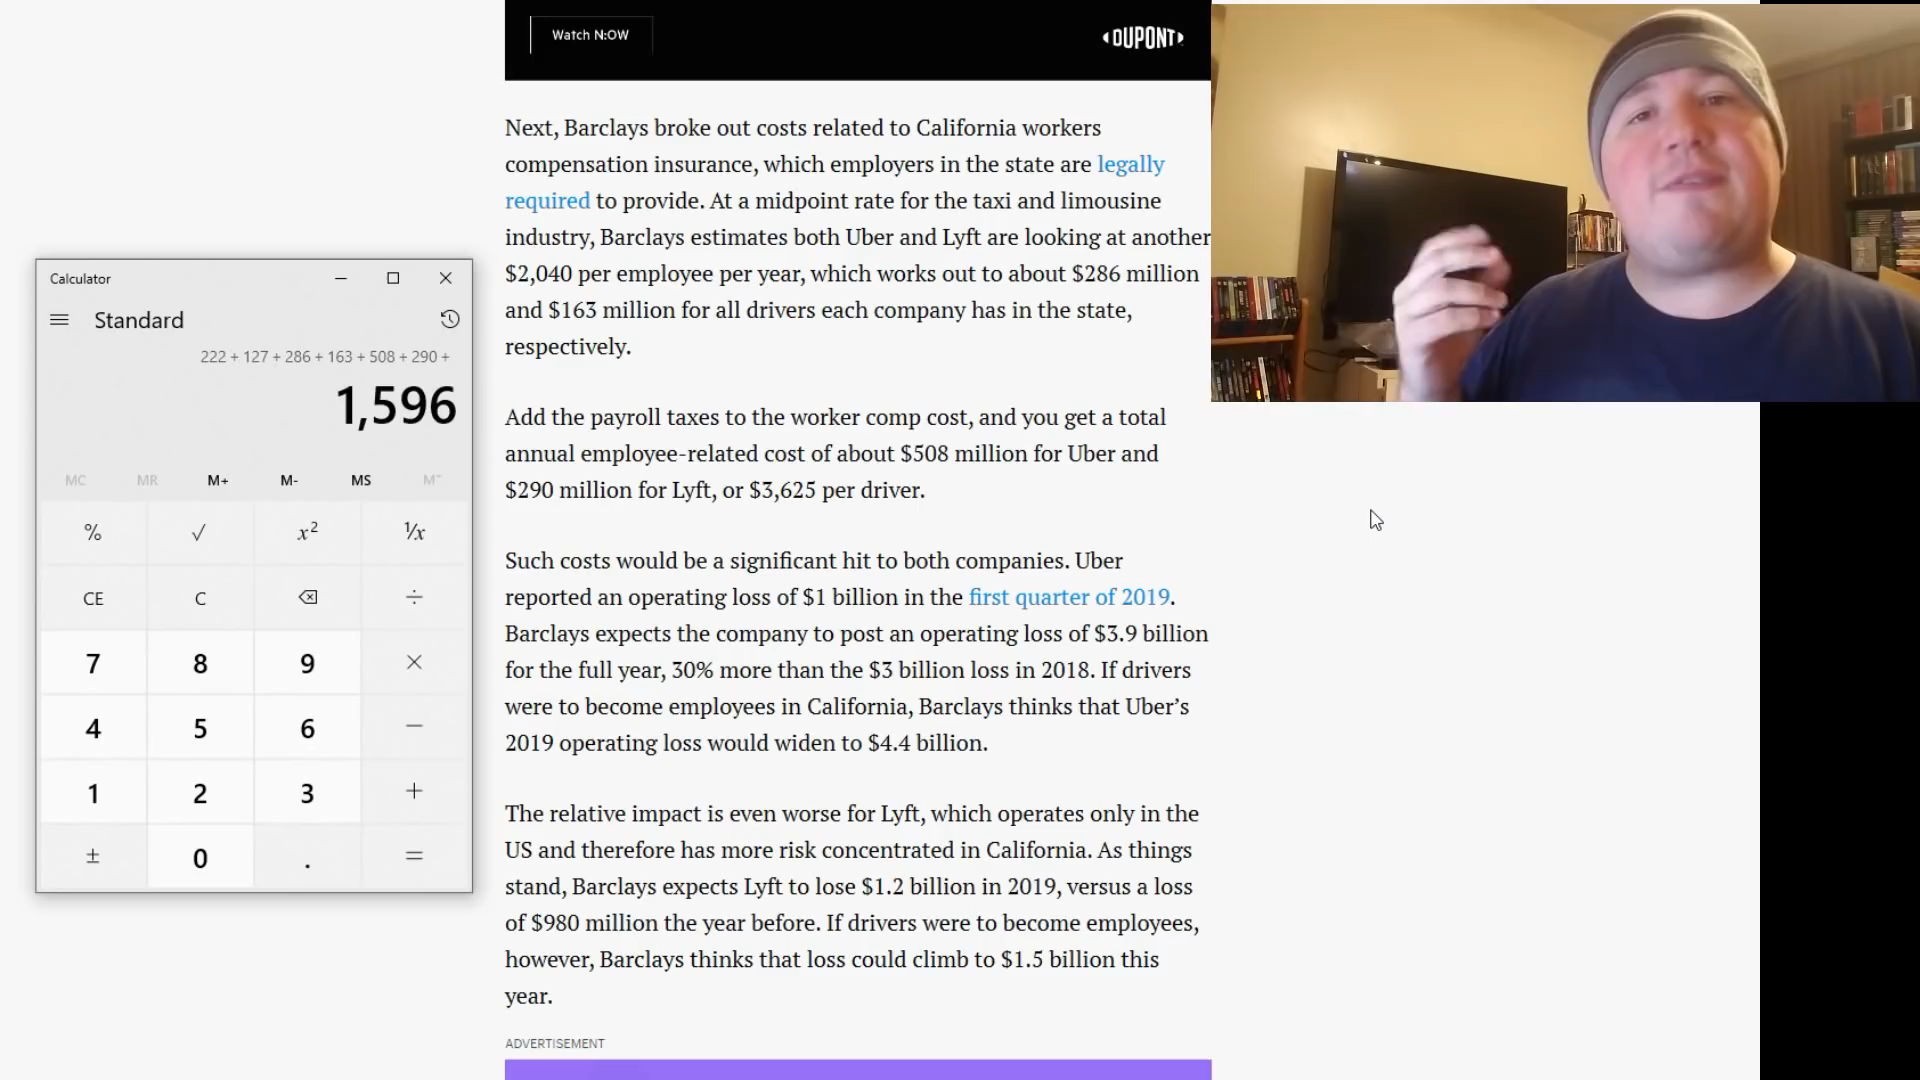 Watch N:OW
DUPONT
Next, Barclays broke out costs related to California workers
compensation insurance, which employers in the state are legally
required to provide. At a midpoint rate for the taxi and limousine
industry, Barclays estimates both Uber and Lyft are looking at another
$2,040 per employee per year, which works out to about $286 million
and $163 million for all drivers each company has in the state,
respectively.
Add the payroll taxes to the worker comp cost, and you get a total
annual employee-related cost of about $508 million for Uber and
$290 million for Lyft, or $3,625 per driver.
Such costs would be a significant hit to both companies. Uber
reported an operating loss of $1 billion in the first quarter of 2019.
Barclays expects the company to post an operating loss of $3.9 billion
for the full year, 30% more than the $3 billion loss in 2018. If drivers
were to become employees in California, Barclays thinks that Uber’s
2019 operating loss would widen to $4.4 billion.
The relative impact is even worse for Lyft, which operates only in the
US and therefore has more risk concentrated in California. As things
stand, Barclays expects Lyft to lose $1.2 billion in 2019, versus a loss
of $980 million the year before. If drivers were to become employees,
however, Barclays thinks that loss could climb to $1.5 billion this
year.
ADVERTISEMENT
Calculator
Standard
222 + 127 + 286 + 163 + 508 + 290 +
1,596
MC MR M+ M- MS M˅
% √ x² ¹/x
CE C ÷
7 8 9 ×
4 5 6 −
1 2 3 +
± 0 . =